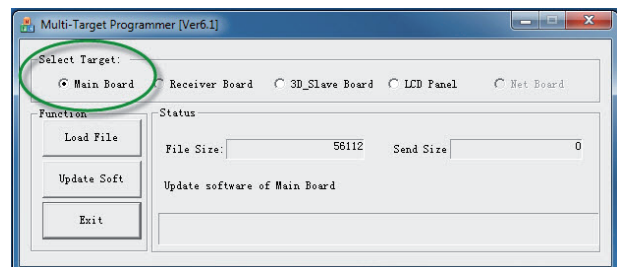 Multi-Target Programmer [Ver6.1]
Select Target:
Main Board Receiver Board 3D_Slave Board LCD Panel Net Board
Function
Status
Load File
File Size: 56112 Send Size 0
Update Soft
Update software of Main Board
Exit